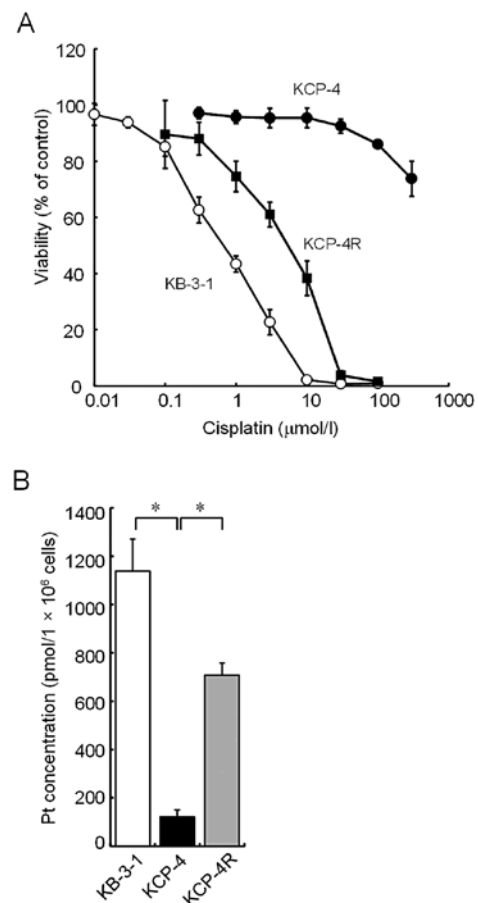 A
Viability (% of control)
120
100
80
60
40
20
0
KCP-4
KCP-4R
KB-3-1
0.01 0.1 1 10 100 1000
Cisplatin (μmol/l)
B
Pt concentration (pmol/1 × 10⁶ cells)
1400
1200
1000
800
600
400
200
0
* *
KB-3-1 KCP-4 KCP-4R